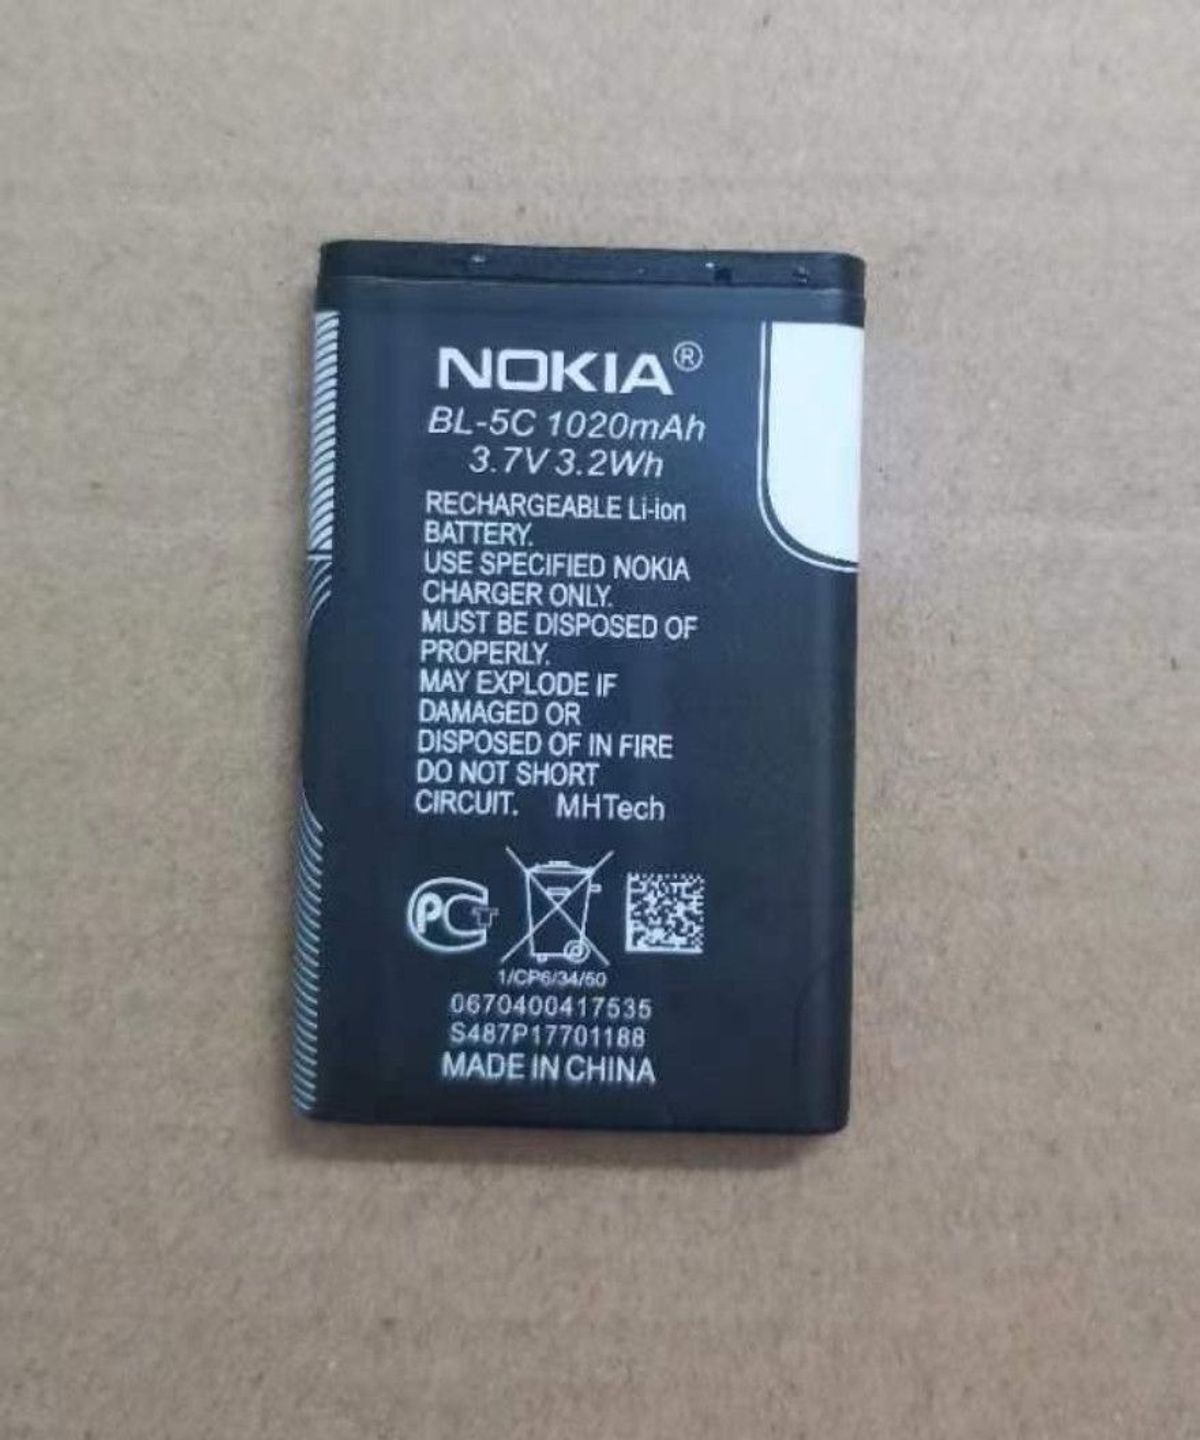 NOKIA®
BL-5C 1020mAh
3.7V 3.2Wh
RECHARGEABLE Li-ion
BATTERY.
USE SPECIFIED NOKIA
CHARGER ONLY.
MUST BE DISPOSED OF
PROPERLY.
MAY EXPLODE IF
DAMAGED OR
DISPOSED OF IN FIRE
DO NOT SHORT
CIRCUIT. MHTech
PCT
1/CP6/34/50
0670400417535
S487P17701188
MADE IN CHINA